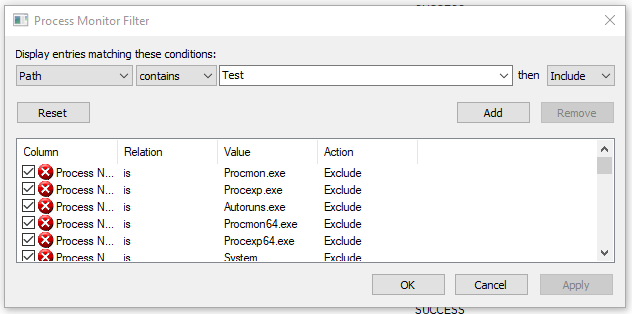 Process Monitor Filter
Display entries matching these conditions:
Path contains Test then Include
Reset Add Remove
Column Relation Value Action
Process N... is Procmon.exe Exclude
Process N... is Procexp.exe Exclude
Process N... is Autoruns.exe Exclude
Process N... is Procmon64.exe Exclude
Process N... is Procexp64.exe Exclude
Process N... is System Exclude
OK Cancel Apply
SUCCESS